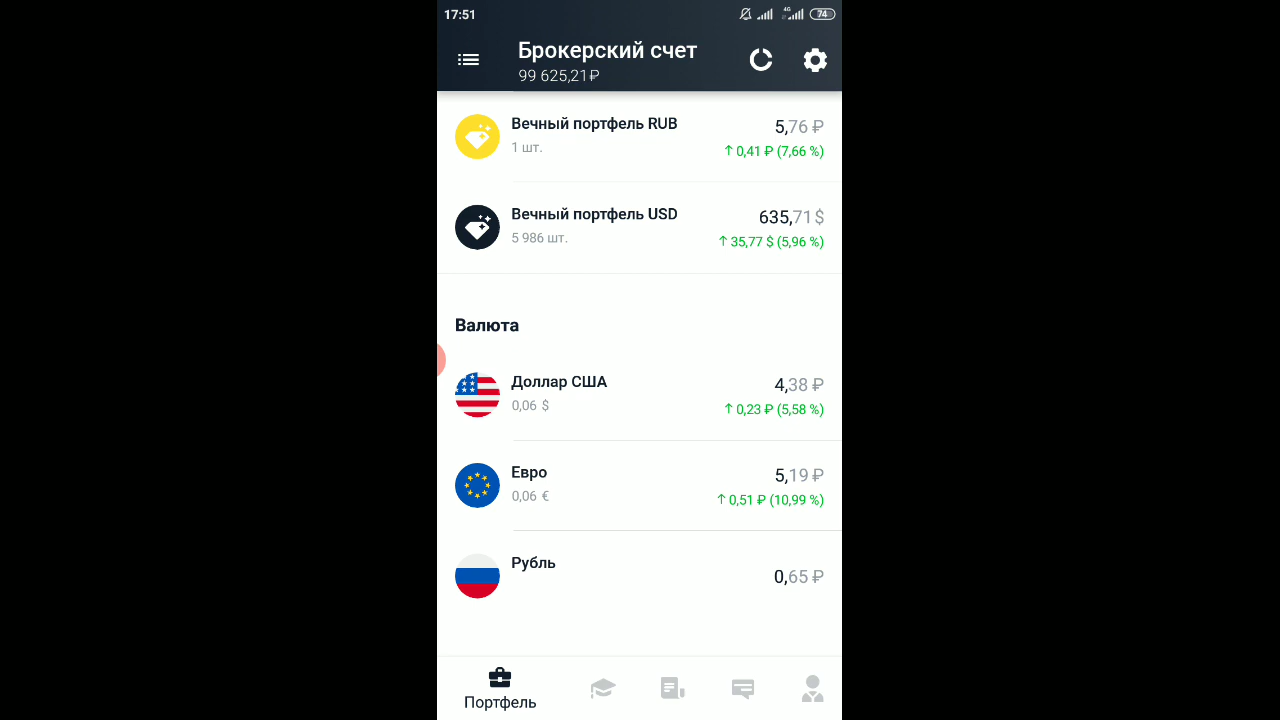 17:51
4G
74
Брокерский счет
99 625,21₽
Вечный портфель RUB
5,76 ₽
1 шт.
↑ 0,41 ₽ (7,66 %)
Вечный портфель USD
635,71 $
5 986 шт.
↑ 35,77 $ (5,96 %)
Валюта
Доллар США
4,38 ₽
0,06 $
↑ 0,23 ₽ (5,58 %)
Евро
5,19 ₽
0,06 €
↑ 0,51 ₽ (10,99 %)
Рубль
0,65 ₽
Портфель